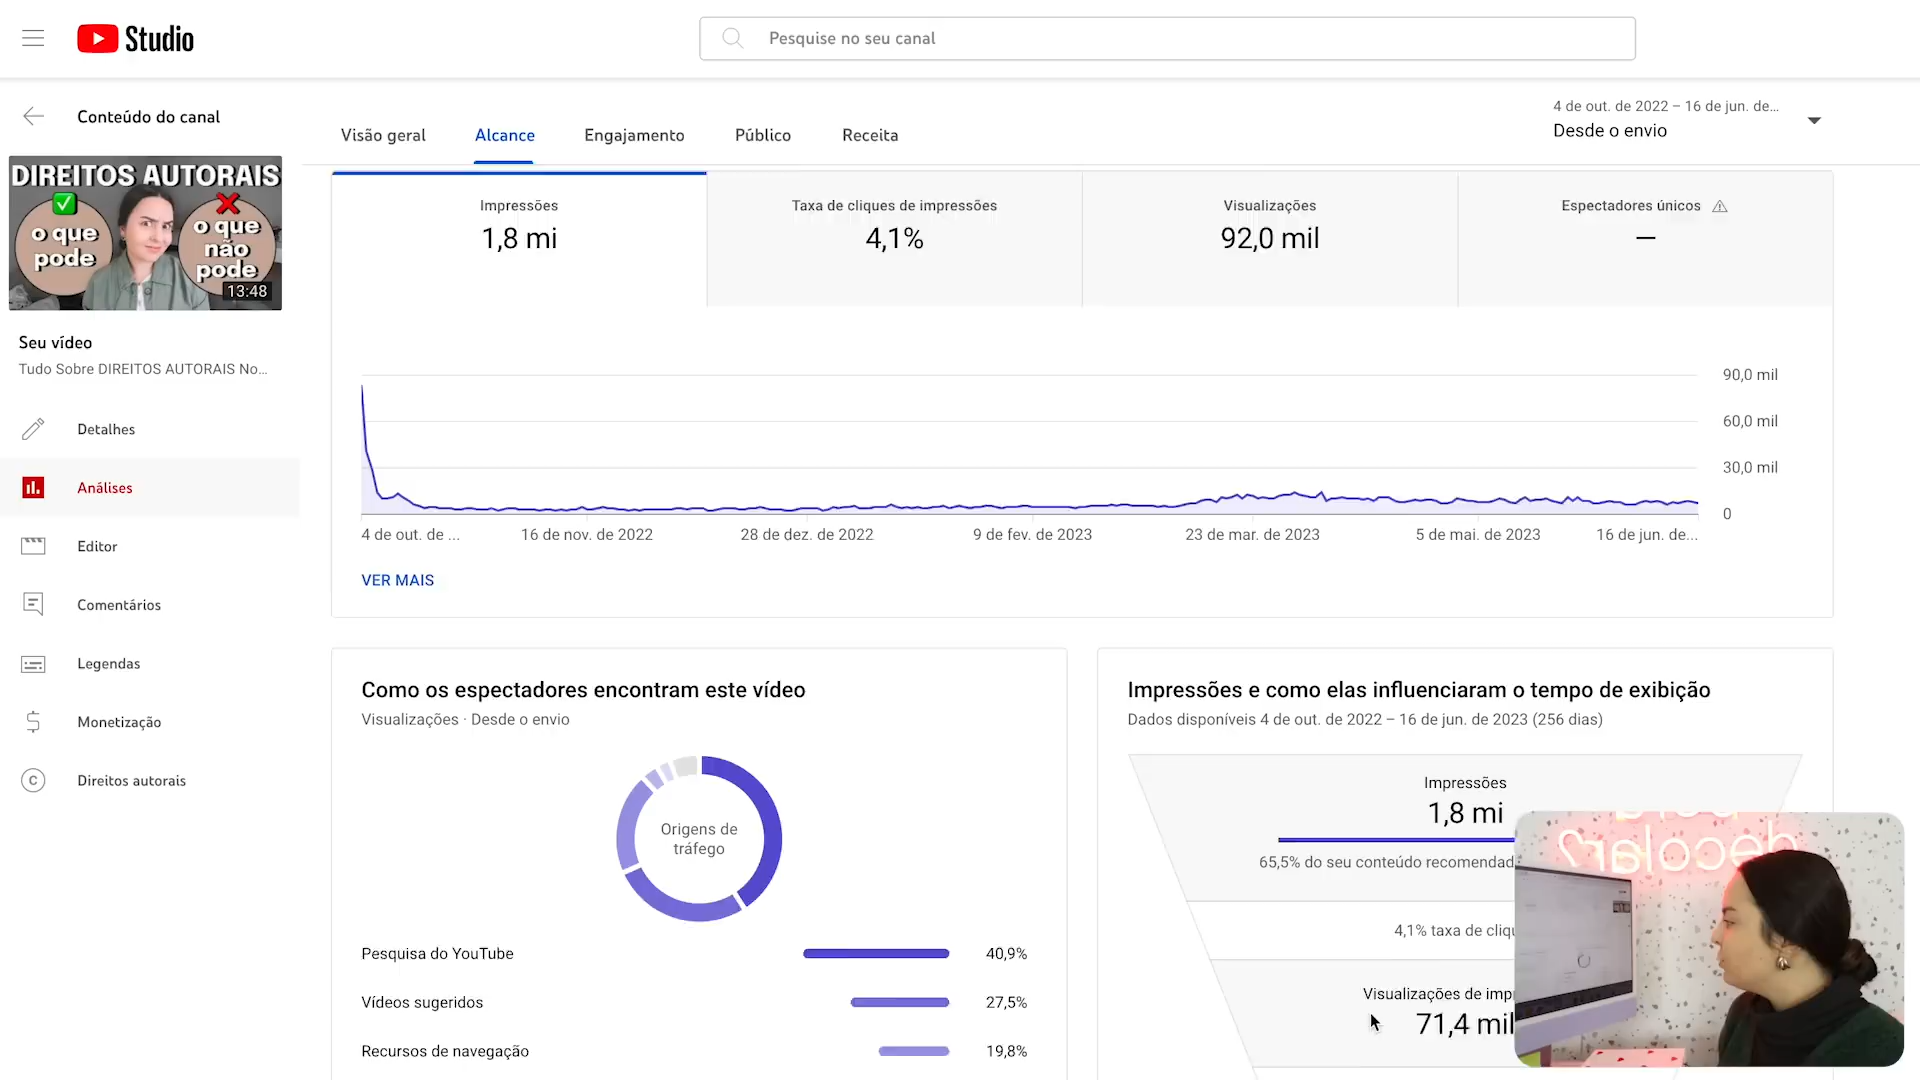 Studio
Pesquise no seu canal
Conteúdo do canal
DIREITOS AUTORAIS
o que pode
o que não pode
13:48
Seu vídeo
Tudo Sobre DIREITOS AUTORAIS No...
Detalhes
Análises
Editor
Comentários
Legendas
Monetização
Direitos autorais
Visão geral
Alcance
Engajamento
Público
Receita
4 de out. de 2022 – 16 de jun. de...
Desde o envio
Impressões
1,8 mi
Taxa de cliques de impressões
4,1%
Visualizações
92,0 mil
Espectadores únicos
—
90,0 mil
60,0 mil
30,0 mil
0
4 de out. de ...
16 de nov. de 2022
28 de dez. de 2022
9 de fev. de 2023
23 de mar. de 2023
5 de mai. de 2023
16 de jun. de...
VER MAIS
Como os espectadores encontram este vídeo
Visualizações · Desde o envio
Origens de
tráfego
Pesquisa do YouTube 40,9%
Vídeos sugeridos 27,5%
Recursos de navegação 19,8%
Impressões e como elas influenciaram o tempo de exibição
Dados disponíveis 4 de out. de 2022 – 16 de jun. de 2023 (256 dias)
Impressões
1,8 mi
65,5% do seu conteúdo
4,1% taxa de
Visualizações de
71,4 mil
decolar?